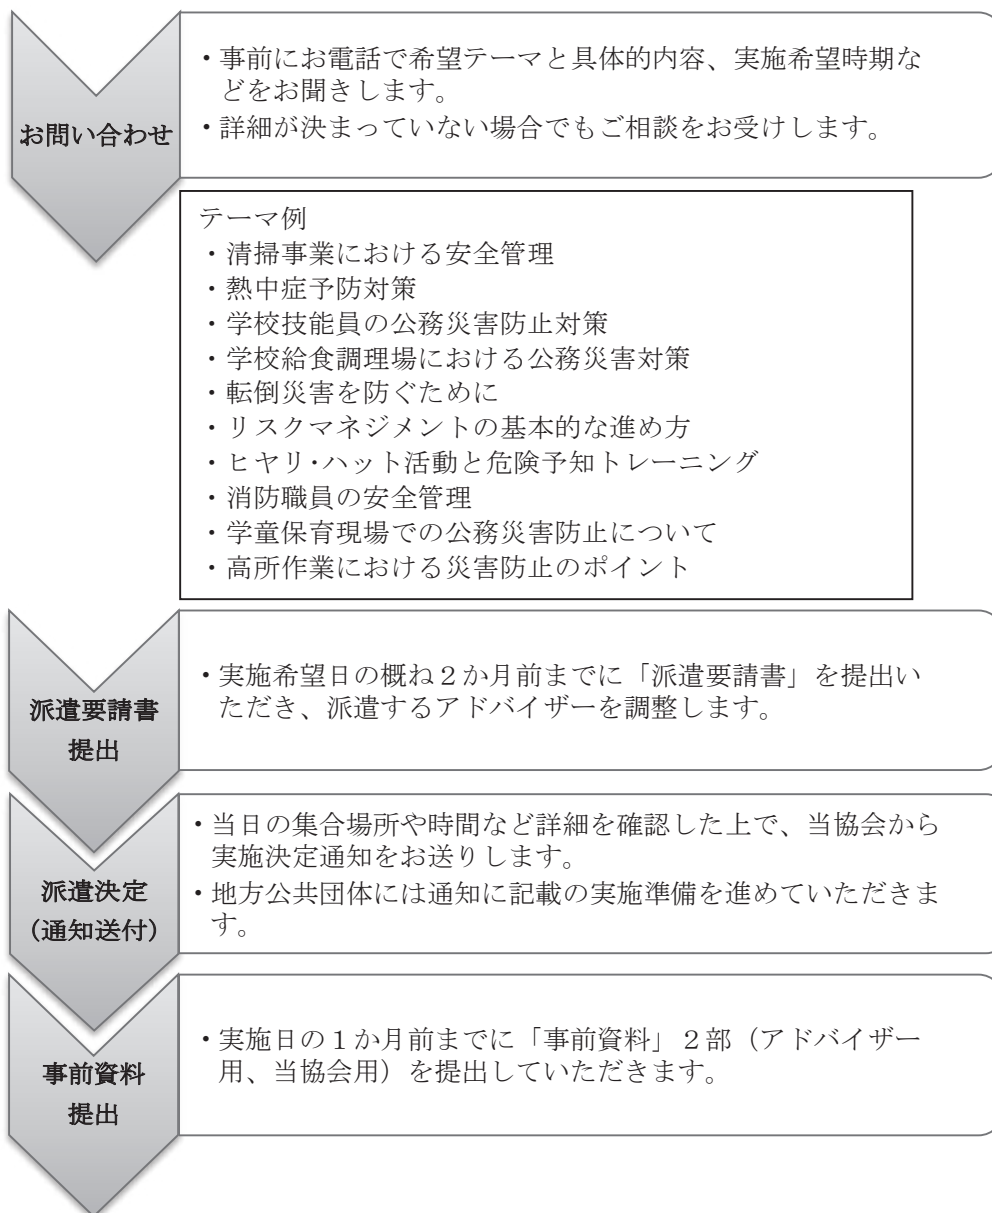 お問い合わせ
・事前にお電話で希望テーマと具体的内容、実施希望時期な
どをお聞きします。
・詳細が決まっていない場合でもご相談をお受けします。
テーマ例
・清掃事業における安全管理
・熱中症予防対策
・学校技能員の公務災害防止対策
・学校給食調理場における公務災害対策
・転倒災害を防ぐために
・リスクマネジメントの基本的な進め方
・ヒヤリ・ハット活動と危険予知トレーニング
・消防職員の安全管理
・学童保育現場での公務災害防止について
・高所作業における災害防止のポイント
派遣要請書
提出
・実施希望日の概ね２か月前までに「派遣要請書」を提出い
ただき、派遣するアドバイザーを調整します。
派遣決定
（通知送付）
・当日の集合場所や時間など詳細を確認した上で、当協会から
実施決定通知をお送りします。
・地方公共団体には通知に記載の実施準備を進めていただきま
す。
事前資料
提出
・実施日の１か月前までに「事前資料」２部（アドバイザー
用、当協会用）を提出していただきます。